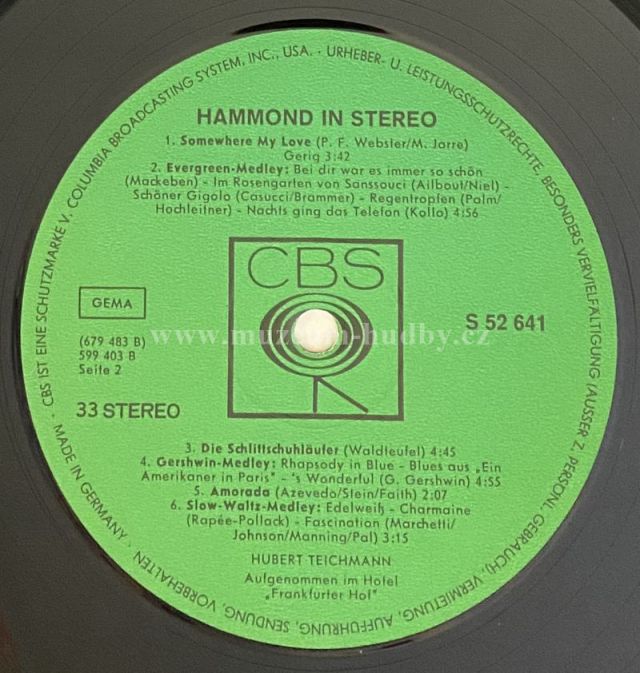 CBS IST EINE SCHUTZMARKE V. COLUMBIA BROADCASTING SYSTEM, INC., USA. · URHEBER- U. LEISTUNGSSCHUTZRECHTE, BESONDERS VERVIELFÄLTIGUNG (AUSSER Z. PERSÖNL. GEBRAUCH), VERMIETUNG, AUFFÜHRUNG, SENDUNG, VORBEHALTEN · MADE IN GERMANY ·
HAMMOND IN STEREO
1. Somewhere My Love (P. F. Webster/M. Jarre)
Gerig 3:42
2. Evergreen-Medley: Bei dir war es immer so schön
(Mackeben) - Im Rosengarten von Sanssouci (Ailbout/Niel) -
Schöner Gigolo (Casucci/Brammer) - Regentropfen (Palm/
Hochleitner) - Nachts ging das Telefon (Kollo) 4:56
CBS
GEMA
S 52 641
www.muzeum-hudby.cz
(679 483 B)
599 403 B
Seite 2
33 STEREO
3. Die Schlittschuhläufer (Waldteufel) 4:45
4. Gershwin-Medley: Rhapsody in Blue - Blues aus „Ein
Amerikaner in Paris" - 's Wonderful (G. Gershwin) 4:55
5. Amorada (Azevedo/Stein/Faith) 2:07
6. Slow-Waltz-Medley: Edelweiß - Charmaine
(Rapée-Pollack) - Fascination (Marchetti/
Johnson/Manning/Pal) 3:15
HUBERT TEICHMANN
Aufgenommen im Hotel
„Frankfurter Hof"